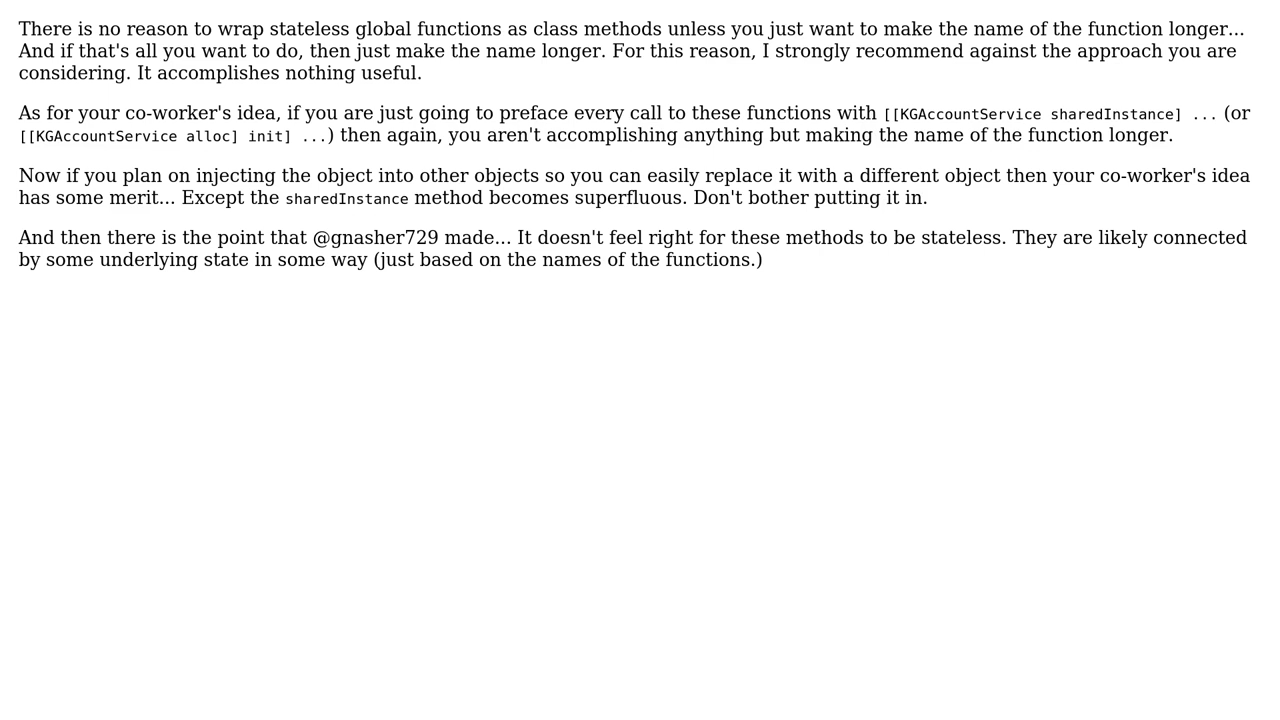 There is no reason to wrap stateless global functions as class methods unless you just want to make the name of the function longer...
And if that's all you want to do, then just make the name longer. For this reason, I strongly recommend against the approach you are
considering. It accomplishes nothing useful.
As for your co-worker's idea, if you are just going to preface every call to these functions with [[KGAccountService sharedInstance] ... (or
[[KGAccountService alloc] init] ...) then again, you aren't accomplishing anything but making the name of the function longer.
Now if you plan on injecting the object into other objects so you can easily replace it with a different object then your co-worker's idea
has some merit... Except the sharedInstance method becomes superfluous. Don't bother putting it in.
And then there is the point that @gnasher729 made... It doesn't feel right for these methods to be stateless. They are likely connected
by some underlying state in some way (just based on the names of the functions.)